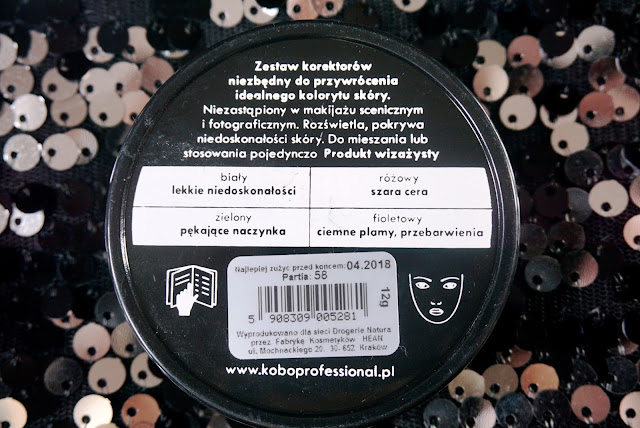 Zestaw korektorów
niezbędny do przywrócenia
idealnego kolorytu skóry.
Niezastąpiony w makijażu scenicznym
i fotograficznym. Rozświetla, pokrywa
niedoskonałości skóry. Do mieszania lub
stosowania pojedynczo Produkt wizażysty
biały
lekkie niedoskonałości
różowy
szara cera
zielony
pękające naczynka
fioletowy
ciemne plamy, przebarwienia
Najlepiej zużyć przed końcem: 04.2018
Partia: 58
12g
5 908309 005281
Wyprodukowano dla sieci Drogerie Natura
przez Fabrykę Kosmetyków HEAN
ul. Mochnackiego 20, 30-652 Kraków
www.koboprofessional.pl